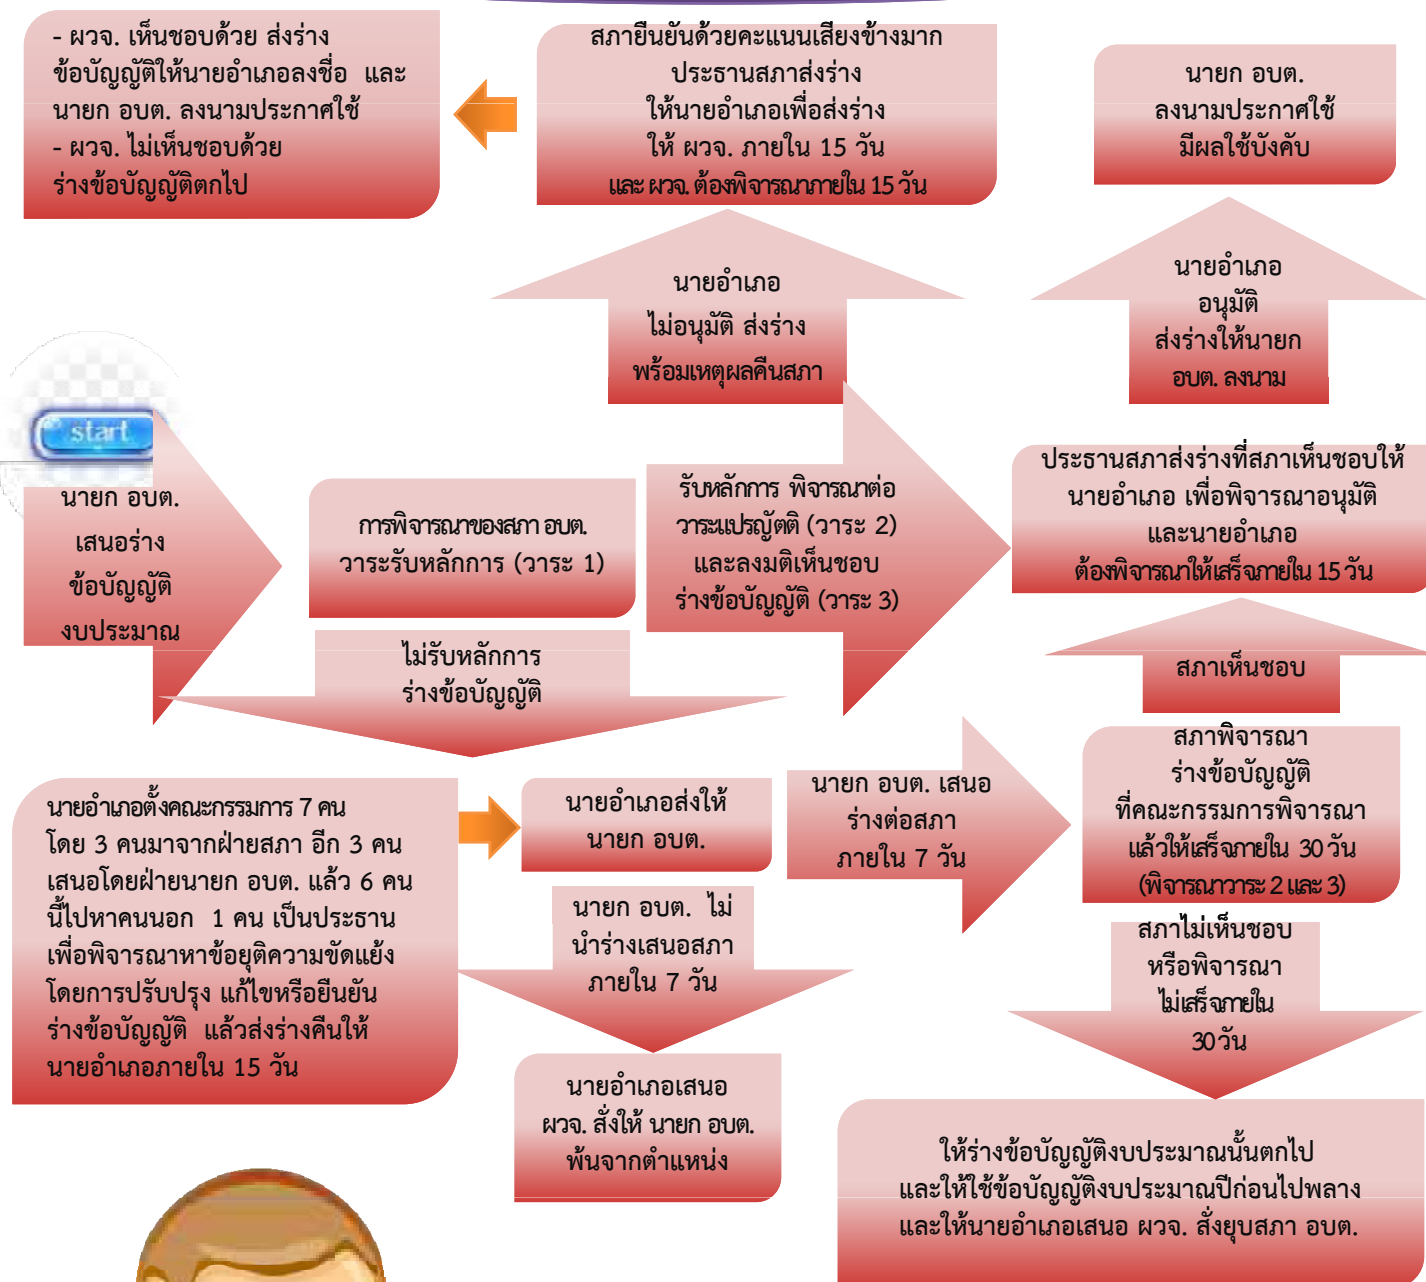 - ผวจ. เห็นชอบด้วย ส่งร่าง
ข้อบัญญัติให้นายอำเภอลงชื่อ และ
นายก อบต. ลงนามประกาศใช้
- ผวจ. ไม่เห็นชอบด้วย
ร่างข้อบัญญัติตกไป
สภายืนยันด้วยคะแนนเสียงข้างมาก
ประธานสภาส่งร่าง
ให้นายอำเภอเพื่อส่งร่าง
ให้ ผวจ. ภายใน 15 วัน
และ ผวจ. ต้องพิจารณาภายใน 15 วัน
นายก อบต.
ลงนามประกาศใช้
มีผลใช้บังคับ
นายอำเภอ
ไม่อนุมัติ ส่งร่าง
พร้อมเหตุผลคืนสภา
นายอำเภอ
อนุมัติ
ส่งร่างให้นายก
อบต. ลงนาม
start
นายก อบต.
เสนอร่าง
ข้อบัญญัติ
งบประมาณ
การพิจารณาของสภา อบต.
วาระรับหลักการ (วาระ 1)
รับหลักการ พิจารณาต่อ
วาระแปรญัตติ (วาระ 2)
และลงมติเห็นชอบ
ร่างข้อบัญญัติ (วาระ 3)
ประธานสภาส่งร่างที่สภาเห็นชอบให้
นายอำเภอ เพื่อพิจารณาอนุมัติ
และนายอำเภอ
ต้องพิจารณาให้เสร็จภายใน 15 วัน
ไม่รับหลักการ
ร่างข้อบัญญัติ
สภาเห็นชอบ
นายอำเภอตั้งคณะกรรมการ 7 คน
โดย 3 คนมาจากฝ่ายสภา อีก 3 คน
เสนอโดยฝ่ายนายก อบต. แล้ว 6 คน
นี้ไปหาคนนอก 1 คน เป็นประธาน
เพื่อพิจารณาหาข้อยุติความขัดแย้ง
โดยการปรับปรุง แก้ไขหรือยืนยัน
ร่างข้อบัญญัติ แล้วส่งร่างคืนให้
นายอำเภอภายใน 15 วัน
นายอำเภอส่งให้
นายก อบต.
นายก อบต. เสนอ
ร่างต่อสภา
ภายใน 7 วัน
สภาพิจารณา
ร่างข้อบัญญัติ
ที่คณะกรรมการพิจารณา
แล้วให้เสร็จภายใน 30 วัน
(พิจารณาวาระ 2 และ 3)
นายก อบต. ไม่
นำร่างเสนอสภา
ภายใน 7 วัน
สภาไม่เห็นชอบ
หรือพิจารณา
ไม่เสร็จภายใน
30 วัน
นายอำเภอเสนอ
ผวจ. สั่งให้ นายก อบต.
พ้นจากตำแหน่ง
ให้ร่างข้อบัญญัติงบประมาณนั้นตกไป
และให้ใช้ข้อบัญญัติงบประมาณปีก่อนไปพลาง
และให้นายอำเภอเสนอ ผวจ. สั่งยุบสภา อบต.